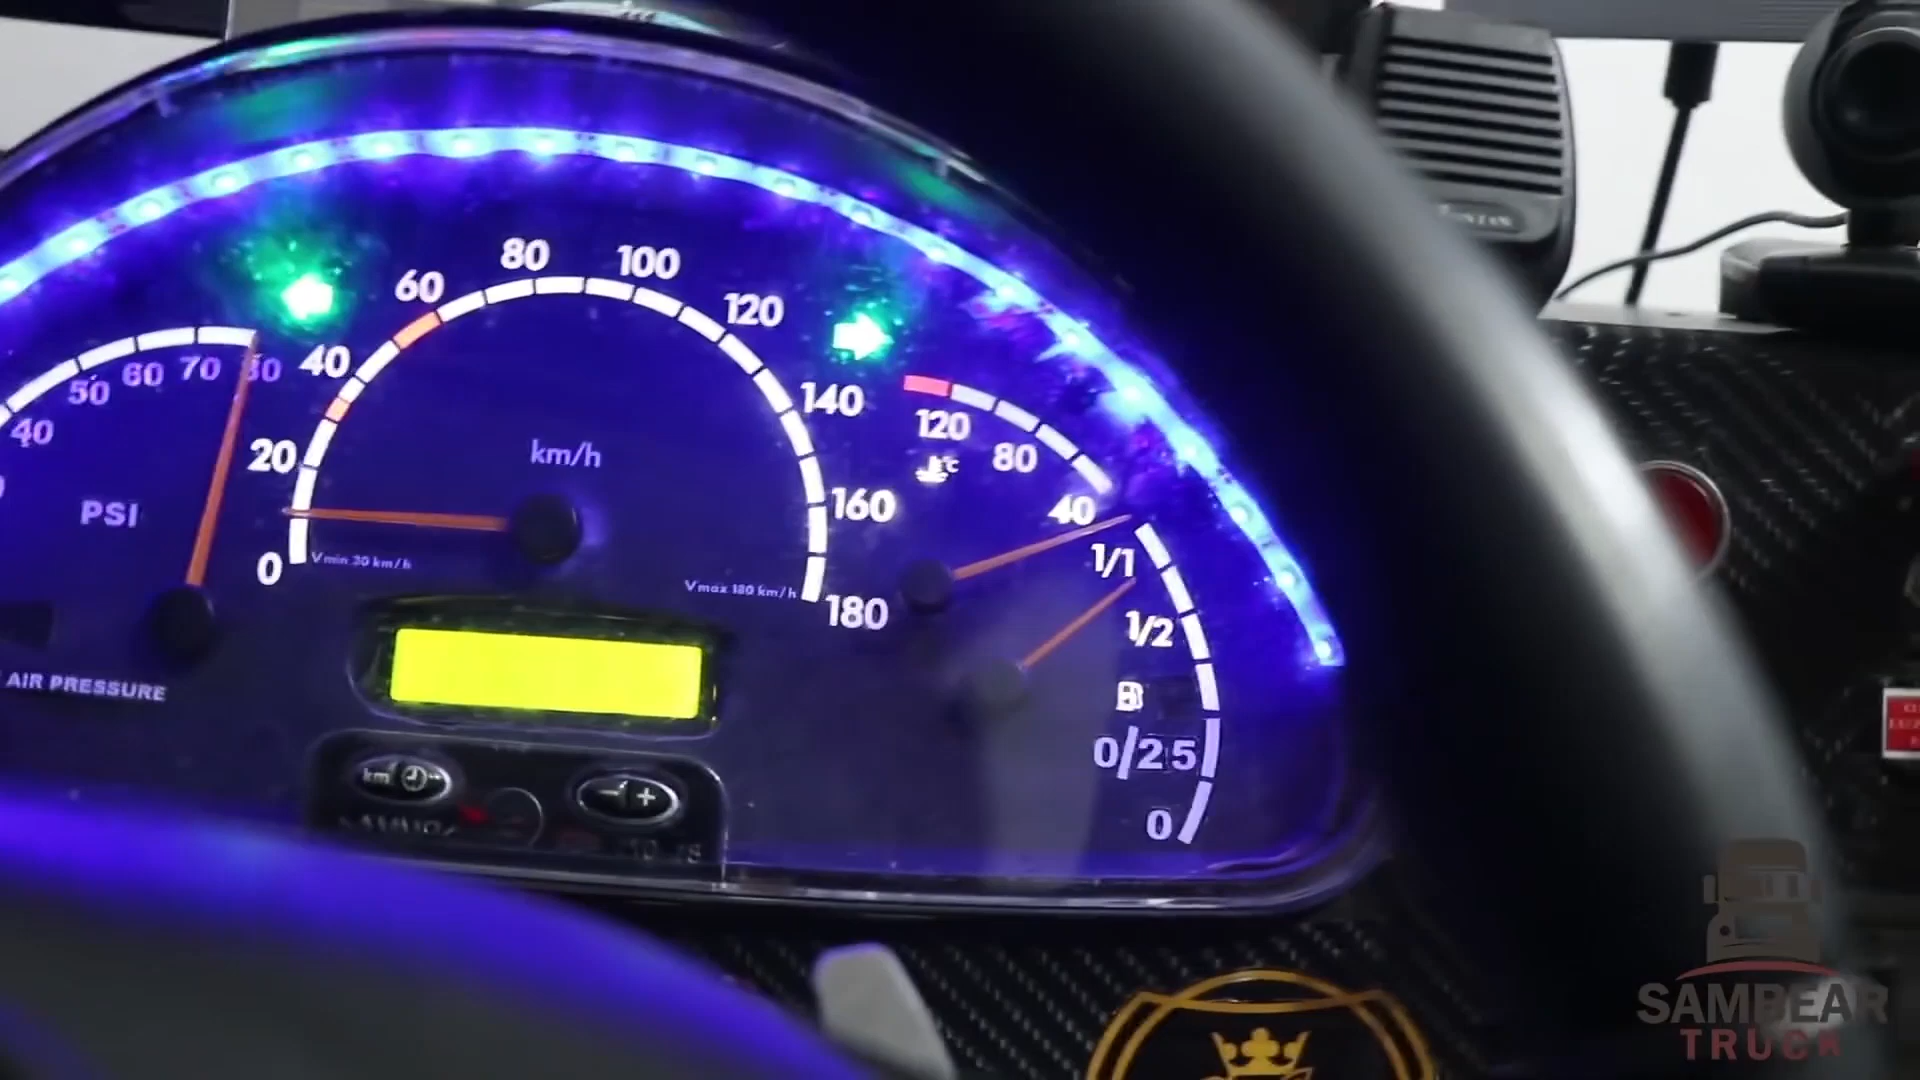 80
100
60
120
40
140
20
160
0
180
km/h
Vmin 30 km/h
Vmax 180 km/h
40
50
60
70
80
PSI
AIR PRESSURE
120
80
40
°C
1/1
1/2
0/25
0
km
- +
SAMBEAR
TRUCK